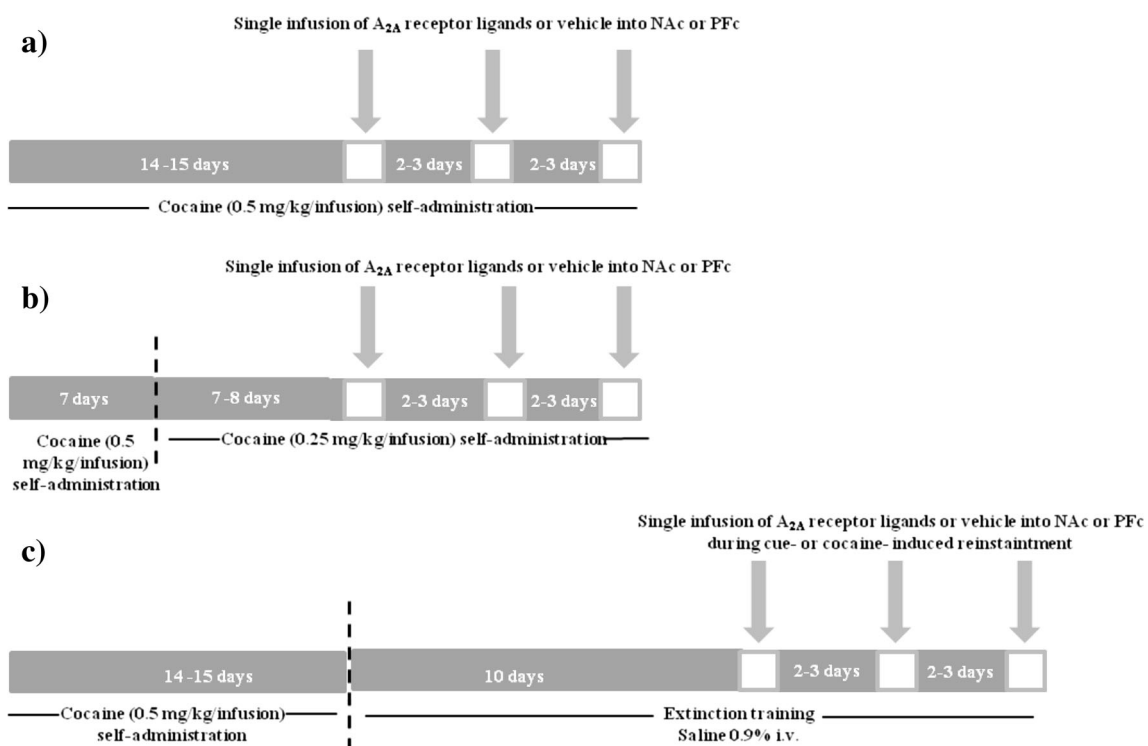 a)
Single infusion of A2A receptor ligands or vehicle into NAc or PFc
14-15 days
2-3 days
2-3 days
Cocaine (0.5 mg/kg/infusion) self-administration
b)
Single infusion of A2A receptor ligands or vehicle into NAc or PFc
7 days
7-8 days
2-3 days
2-3 days
Cocaine (0.5
mg/kg/infusion)
self-administration
Cocaine (0.25 mg/kg/infusion) self-administration
c)
Single infusion of A2A receptor ligands or vehicle into NAc or PFc
during cue- or cocaine- induced reinstaintment
14-15 days
10 days
2-3 days
2-3 days
Cocaine (0.5 mg/kg/infusion)
self-administration
Extinction training
Saline 0.9% i.v.